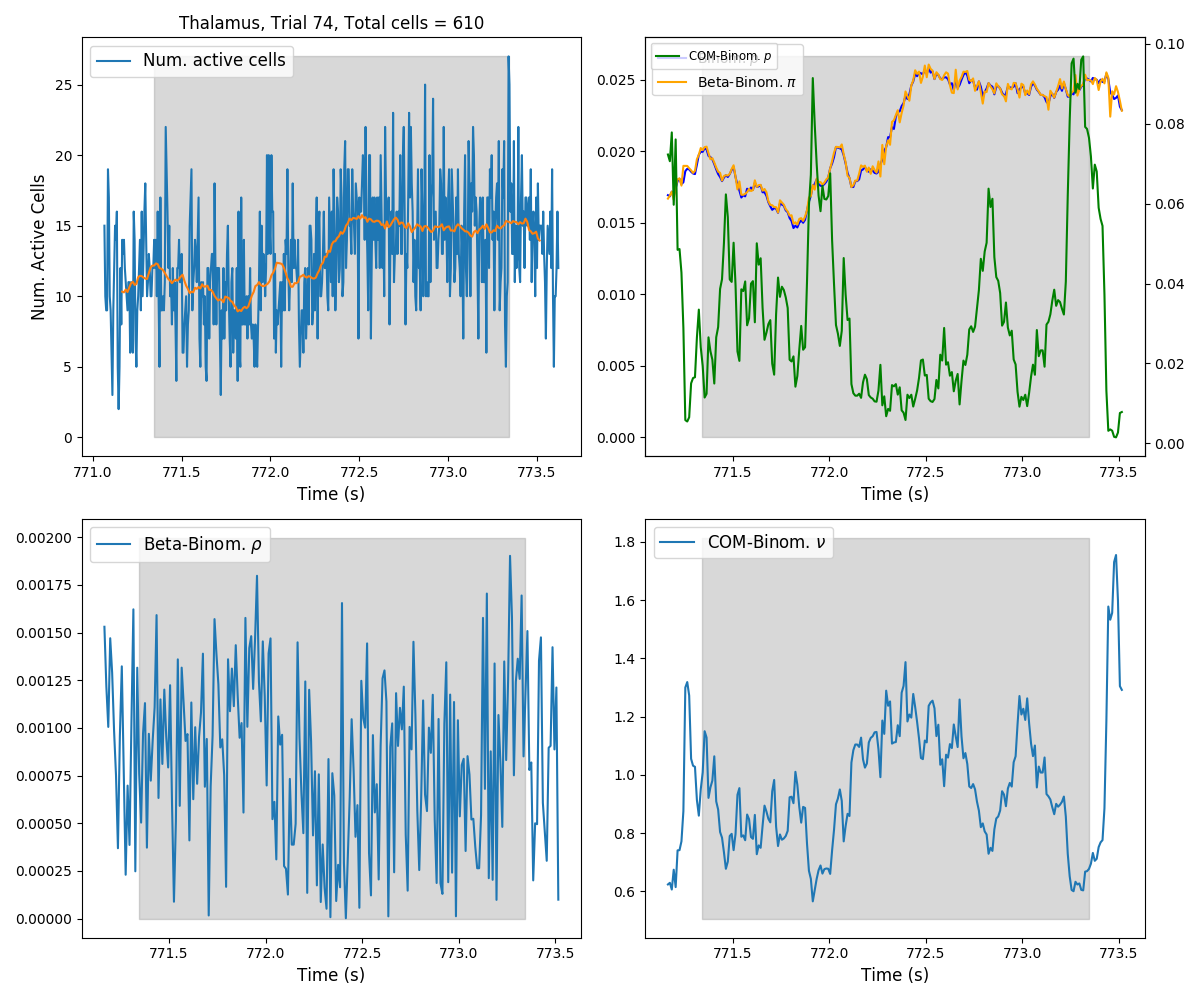 Thalamus, Trial 74, Total cells = 610
Num. active cells
25
20
15
10
5
0
Num. Active Cells
771.0 771.5 772.0 772.5 773.0 773.5
Time (s)
COM-Binom. p
Beta-Binom. π
0.025
0.020
0.015
0.010
0.005
0.000
0.10
0.08
0.06
0.04
0.02
0.00
771.5 772.0 772.5 773.0 773.5
Time (s)
Beta-Binom. ρ
0.00200
0.00175
0.00150
0.00125
0.00100
0.00075
0.00050
0.00025
0.00000
771.5 772.0 772.5 773.0 773.5
Time (s)
COM-Binom. ν
1.8
1.6
1.4
1.2
1.0
0.8
0.6
771.5 772.0 772.5 773.0 773.5
Time (s)